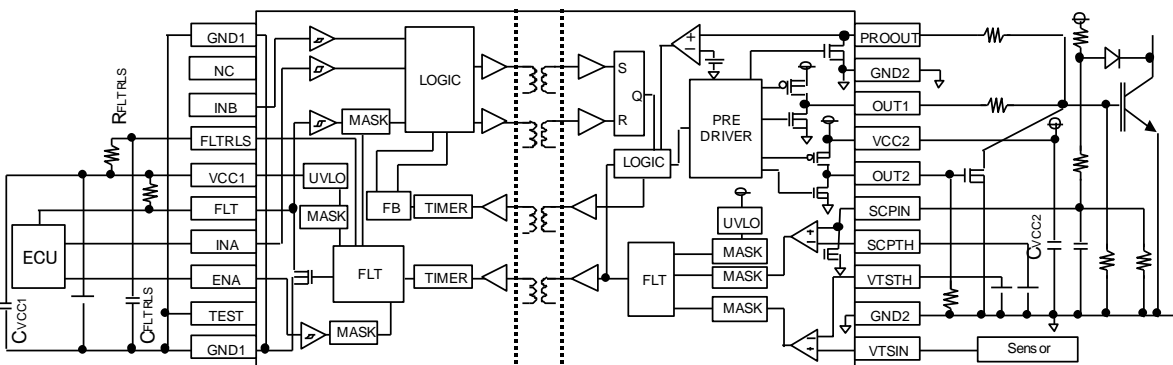 GND1
NC
INB
FLTRLS
VCC1
FLT
INA
ENA
TEST
GND1
RFLTRLS
ECU
CVCC1
CFLTRLS
LOGIC
MASK
UVLO
MASK
FB
TIMER
FLT
TIMER
MASK
S
Q
R
LOGIC
PRE
DRIVER
UVLO
MASK
MASK
FLT
MASK
PROOUT
GND2
OUT1
VCC2
OUT2
SCPIN
SCPTH
VTSTH
GND2
VTSIN
CVCC2
Sensor